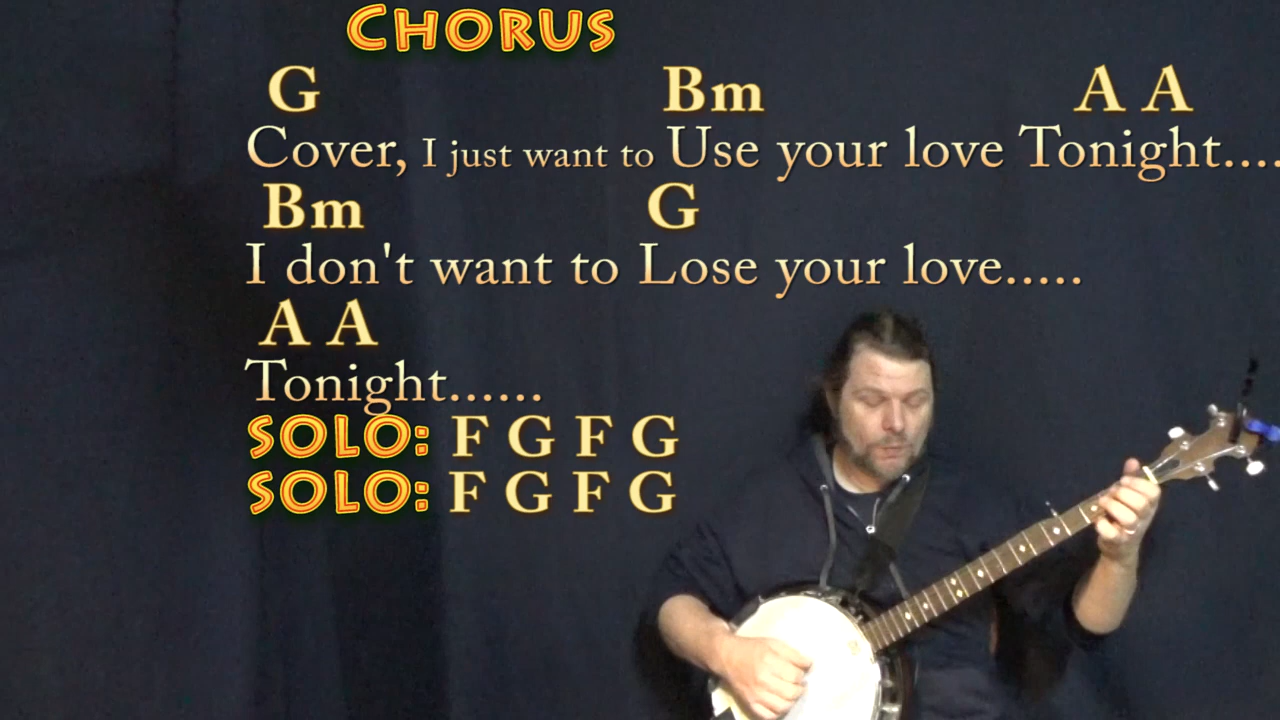 CHORUS
G Bm A A
Cover, I just want to Use your love Tonight....
Bm G
I don't want to Lose your love.....
A A
Tonight......
SOLO: F G F G
SOLO: F G F G